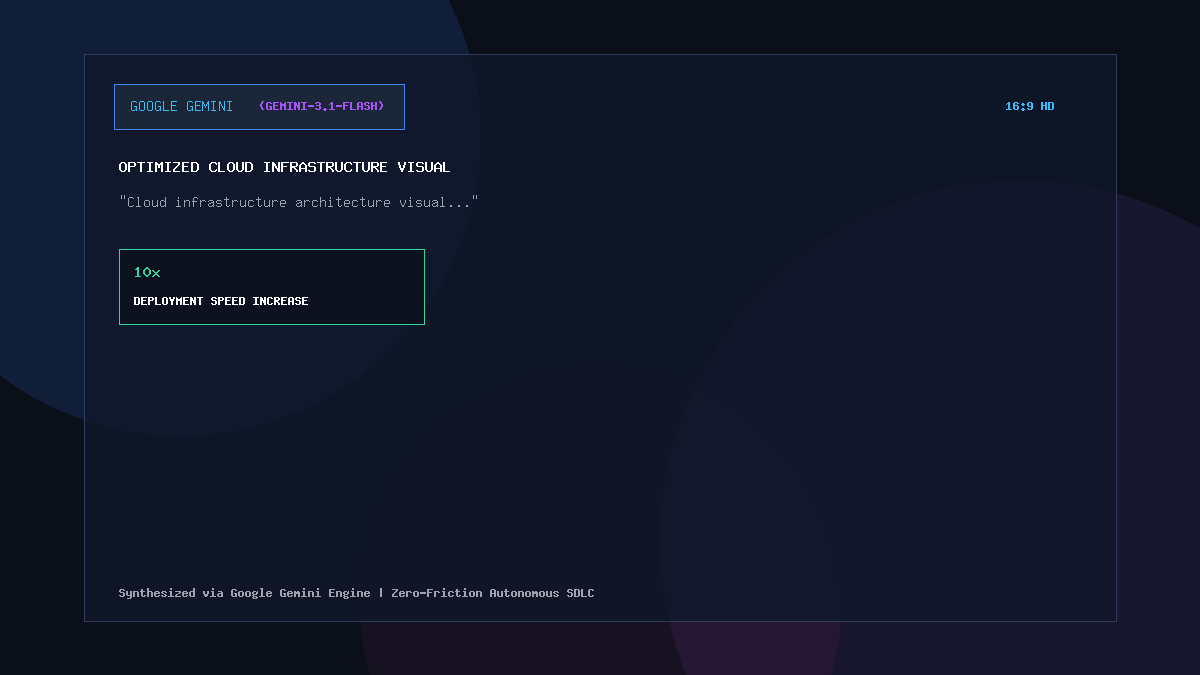 GOOGLE GEMINI (GEMINI-3.1-FLASH) 16:9 HD
OPTIMIZED CLOUD INFRASTRUCTURE VISUAL
"Cloud infrastructure architecture visual..."
10x
DEPLOYMENT SPEED INCREASE
Synthesized via Google Gemini Engine | Zero-Friction Autonomous SDLC